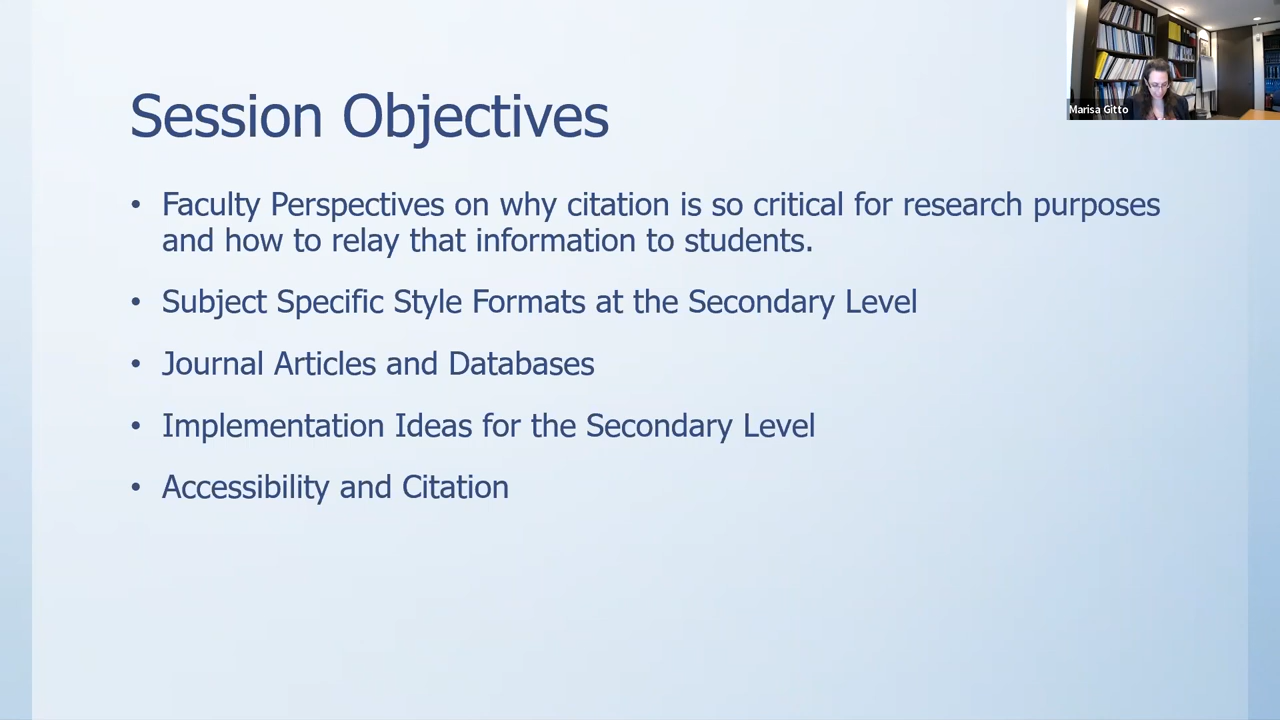 Marisa Gitto
Session Objectives
• Faculty Perspectives on why citation is so critical for research purposes
and how to relay that information to students.
• Subject Specific Style Formats at the Secondary Level
• Journal Articles and Databases
• Implementation Ideas for the Secondary Level
• Accessibility and Citation